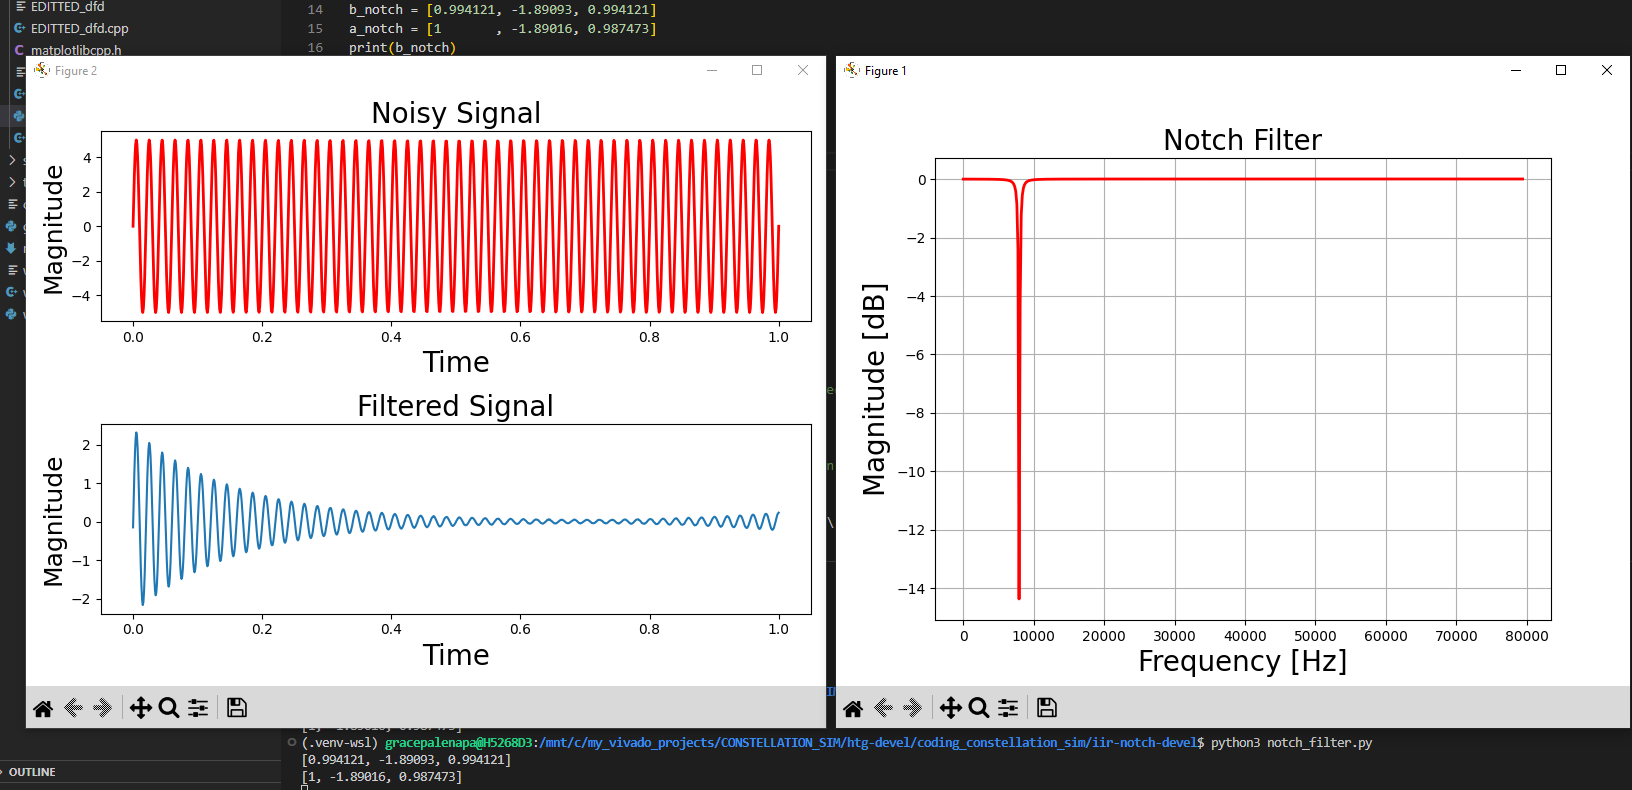 EDITTED_dfd
EDITTED_dfd.cpp
matplotlibcpp.h
14 b_notch = [0.994121, -1.89093, 0.994121]
15 a_notch = [1      , -1.89016, 0.987473]
16 print(b_notch)
Figure 2
Noisy Signal
Magnitude
4
2
0
−2
−4
0.0 0.2 0.4 0.6 0.8 1.0
Time
Filtered Signal
Magnitude
2
1
0
−1
−2
0.0 0.2 0.4 0.6 0.8 1.0
Time
Figure 1
Notch Filter
Magnitude [dB]
0
−2
−4
−6
−8
−10
−12
−14
0 10000 20000 30000 40000 50000 60000 70000 80000
Frequency [Hz]
[1, -1.89016, 0.987473]
(.venv-wsl) gracepalenapa@H5268D3:/mnt/c/my_vivado_projects/CONSTELLATION_SIM/htg-devel/coding_constellation_sim/iir-notch-devel$ python3 notch_filter.py
[0.994121, -1.89093, 0.994121]
[1, -1.89016, 0.987473]
OUTLINE